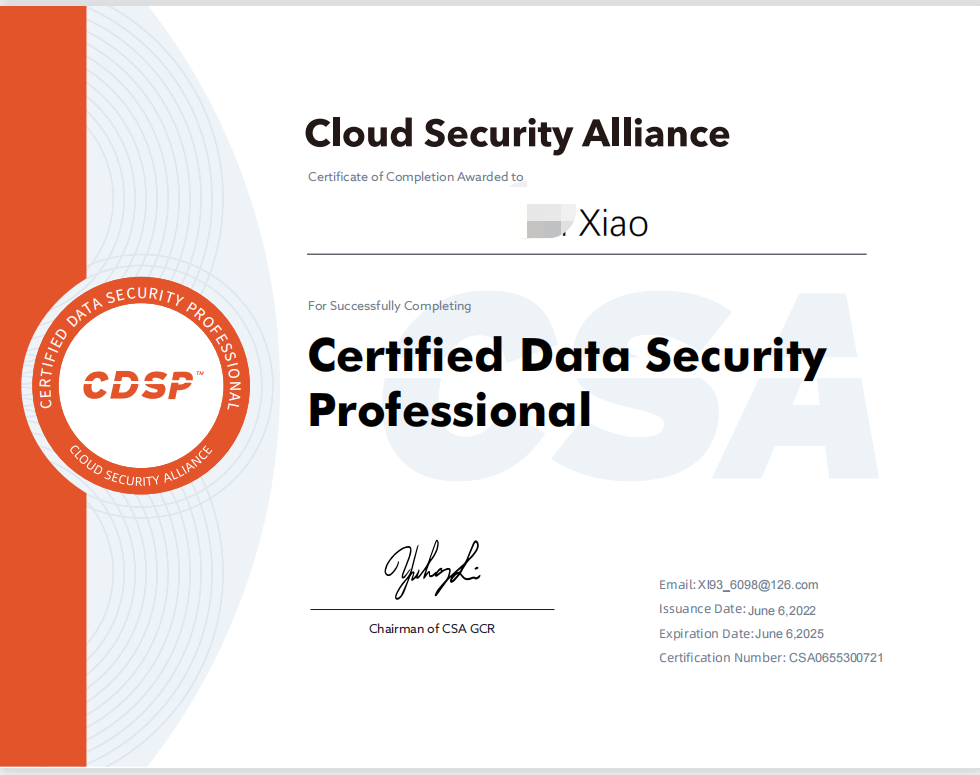 Cloud Security Alliance
Certificate of Completion Awarded to
Xiao
For Successfully Completing
CSA
Certified Data Security
Professional
CERTIFIED DATA SECURITY PROFESSIONAL
CDSP™
CLOUD SECURITY ALLIANCE
Chairman of CSA GCR
Email:XI93_6098@126.com
Issuance Date:June 6,2022
Expiration Date:June 6,2025
Certification Number: CSA0655300721